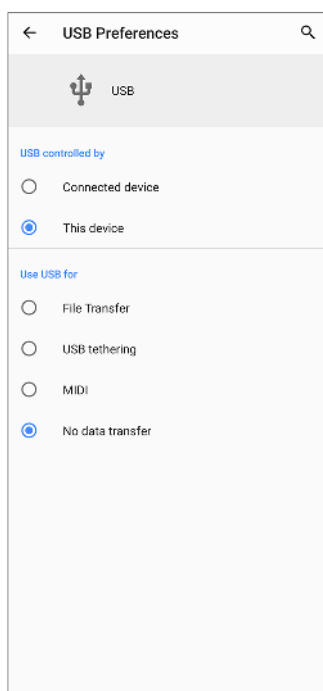 USB Preferences
USB
USB controlled by
Connected device
This device
Use USB for
File Transfer
USB tethering
MIDI
No data transfer